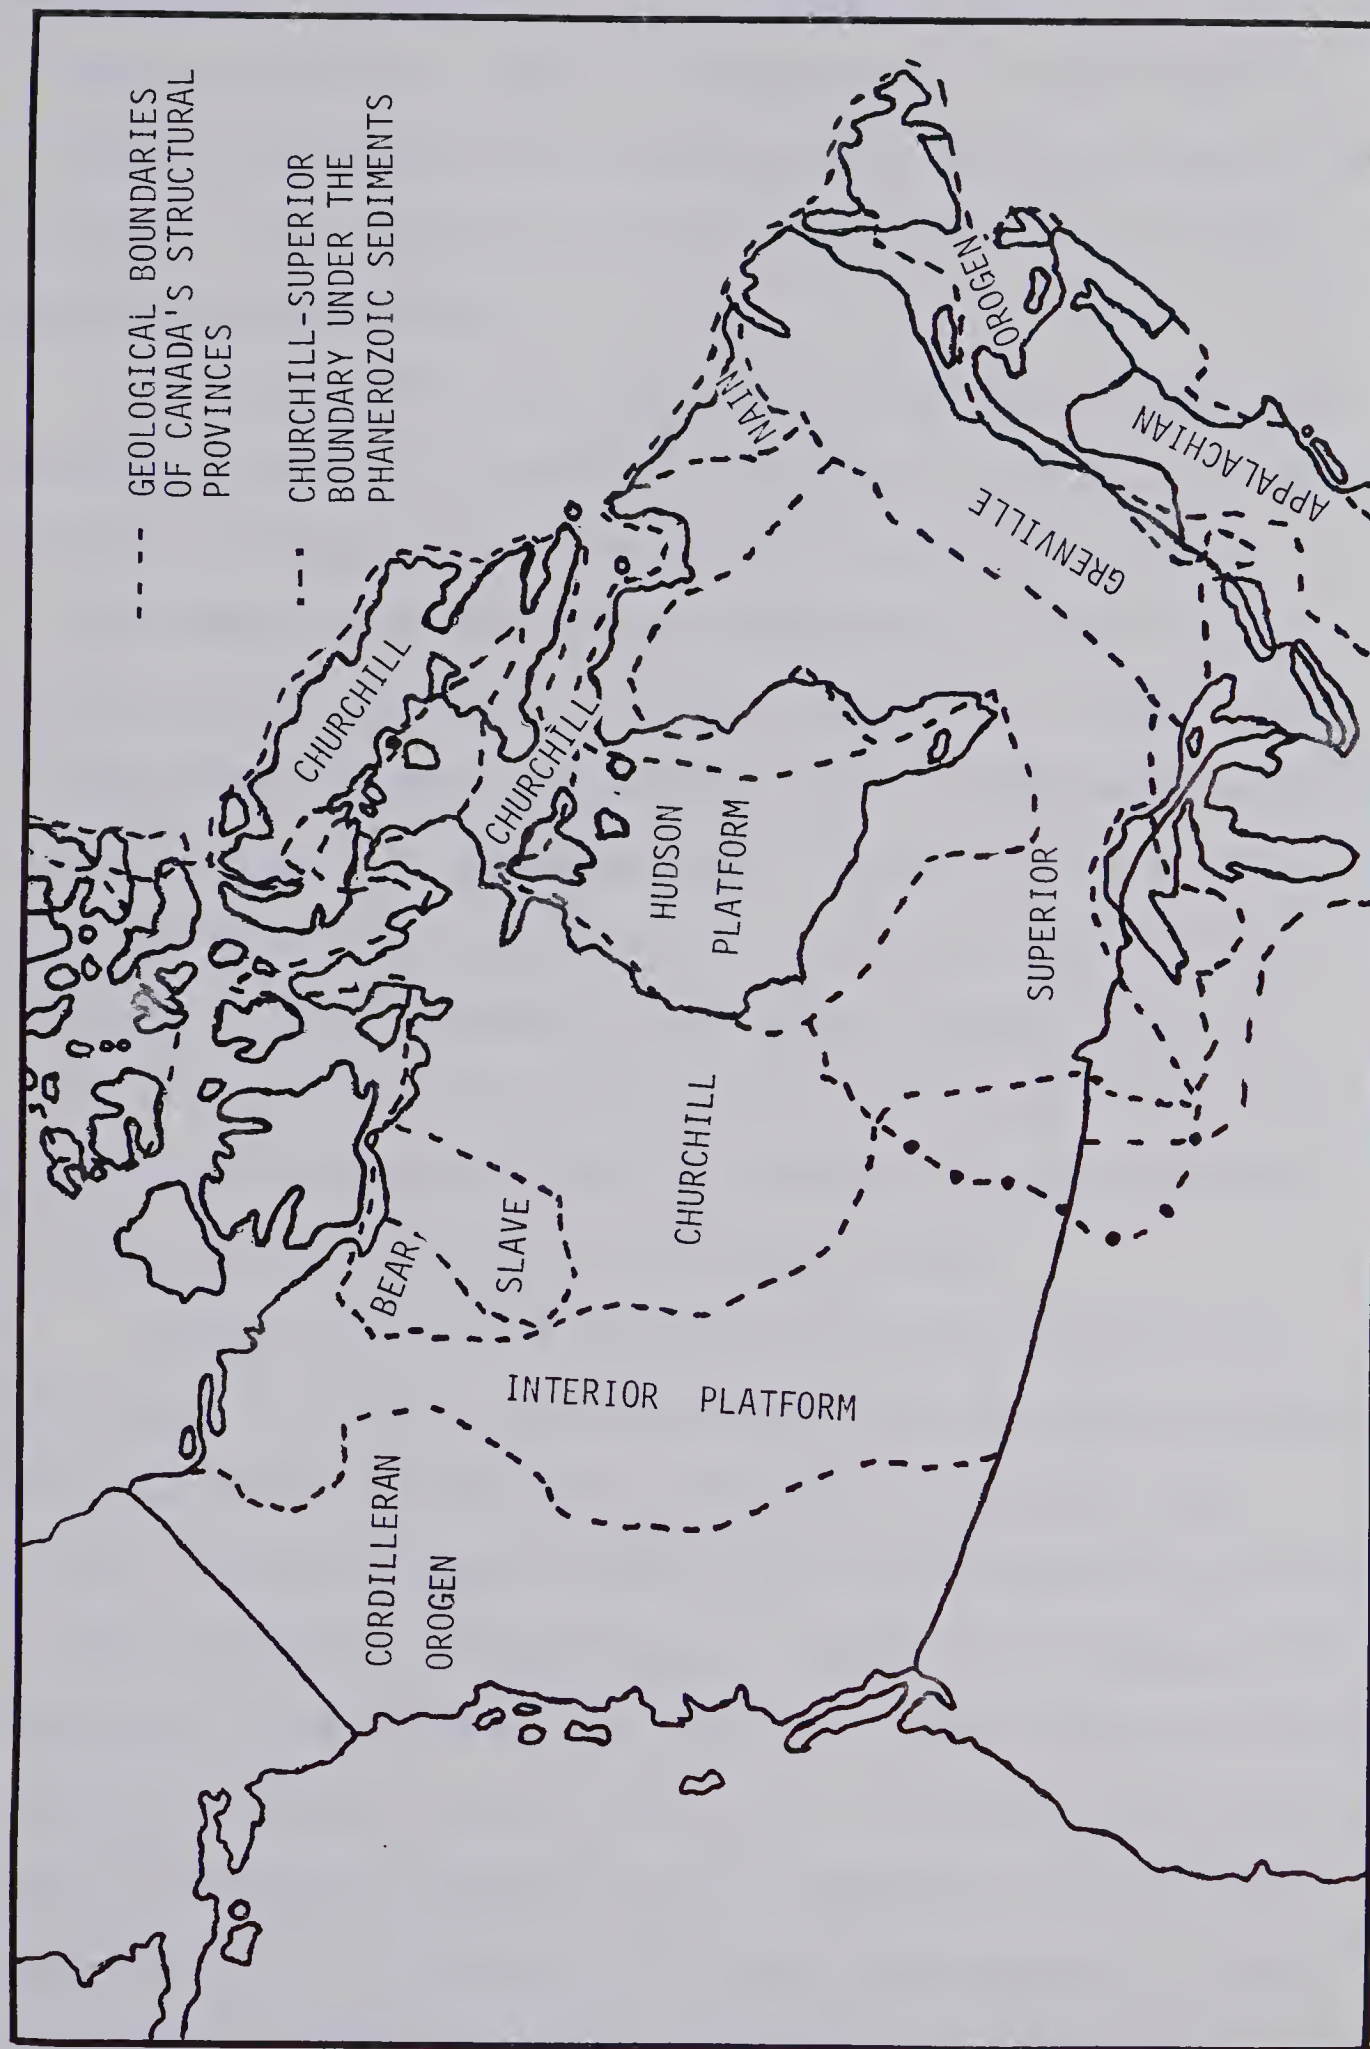 --- GEOLOGICAL BOUNDARIES
OF CANADA'S STRUCTURAL
PROVINCES
CHURCHILL-SUPERIOR
BOUNDARY UNDER THE
PHANEROZOIC SEDIMENTS
CHURCHILL
CHURCHILL
BEAR,
SLAVE
CORDILLERAN
OROGEN
INTERIOR PLATFORM
CHURCHILL
HUDSON
PLATFORM
NAIN
SUPERIOR
GRENVILLE
OROGEN
APPALACHIAN